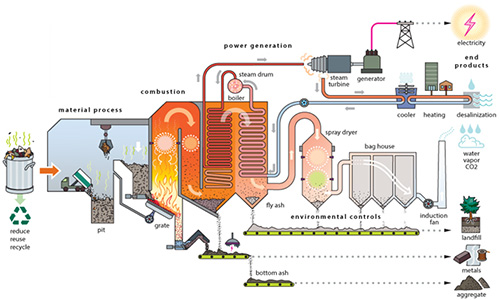 power generation
electricity
end
products
steam drum
steam
turbine
generator
combustion
boiler
material process
cooler
heating
desalinization
spray dryer
bag house
water
vapor
CO2
fly ash
environmental controls
induction
fan
reduce
reuse
recycle
pit
grate
landfill
metals
bottom ash
aggregate